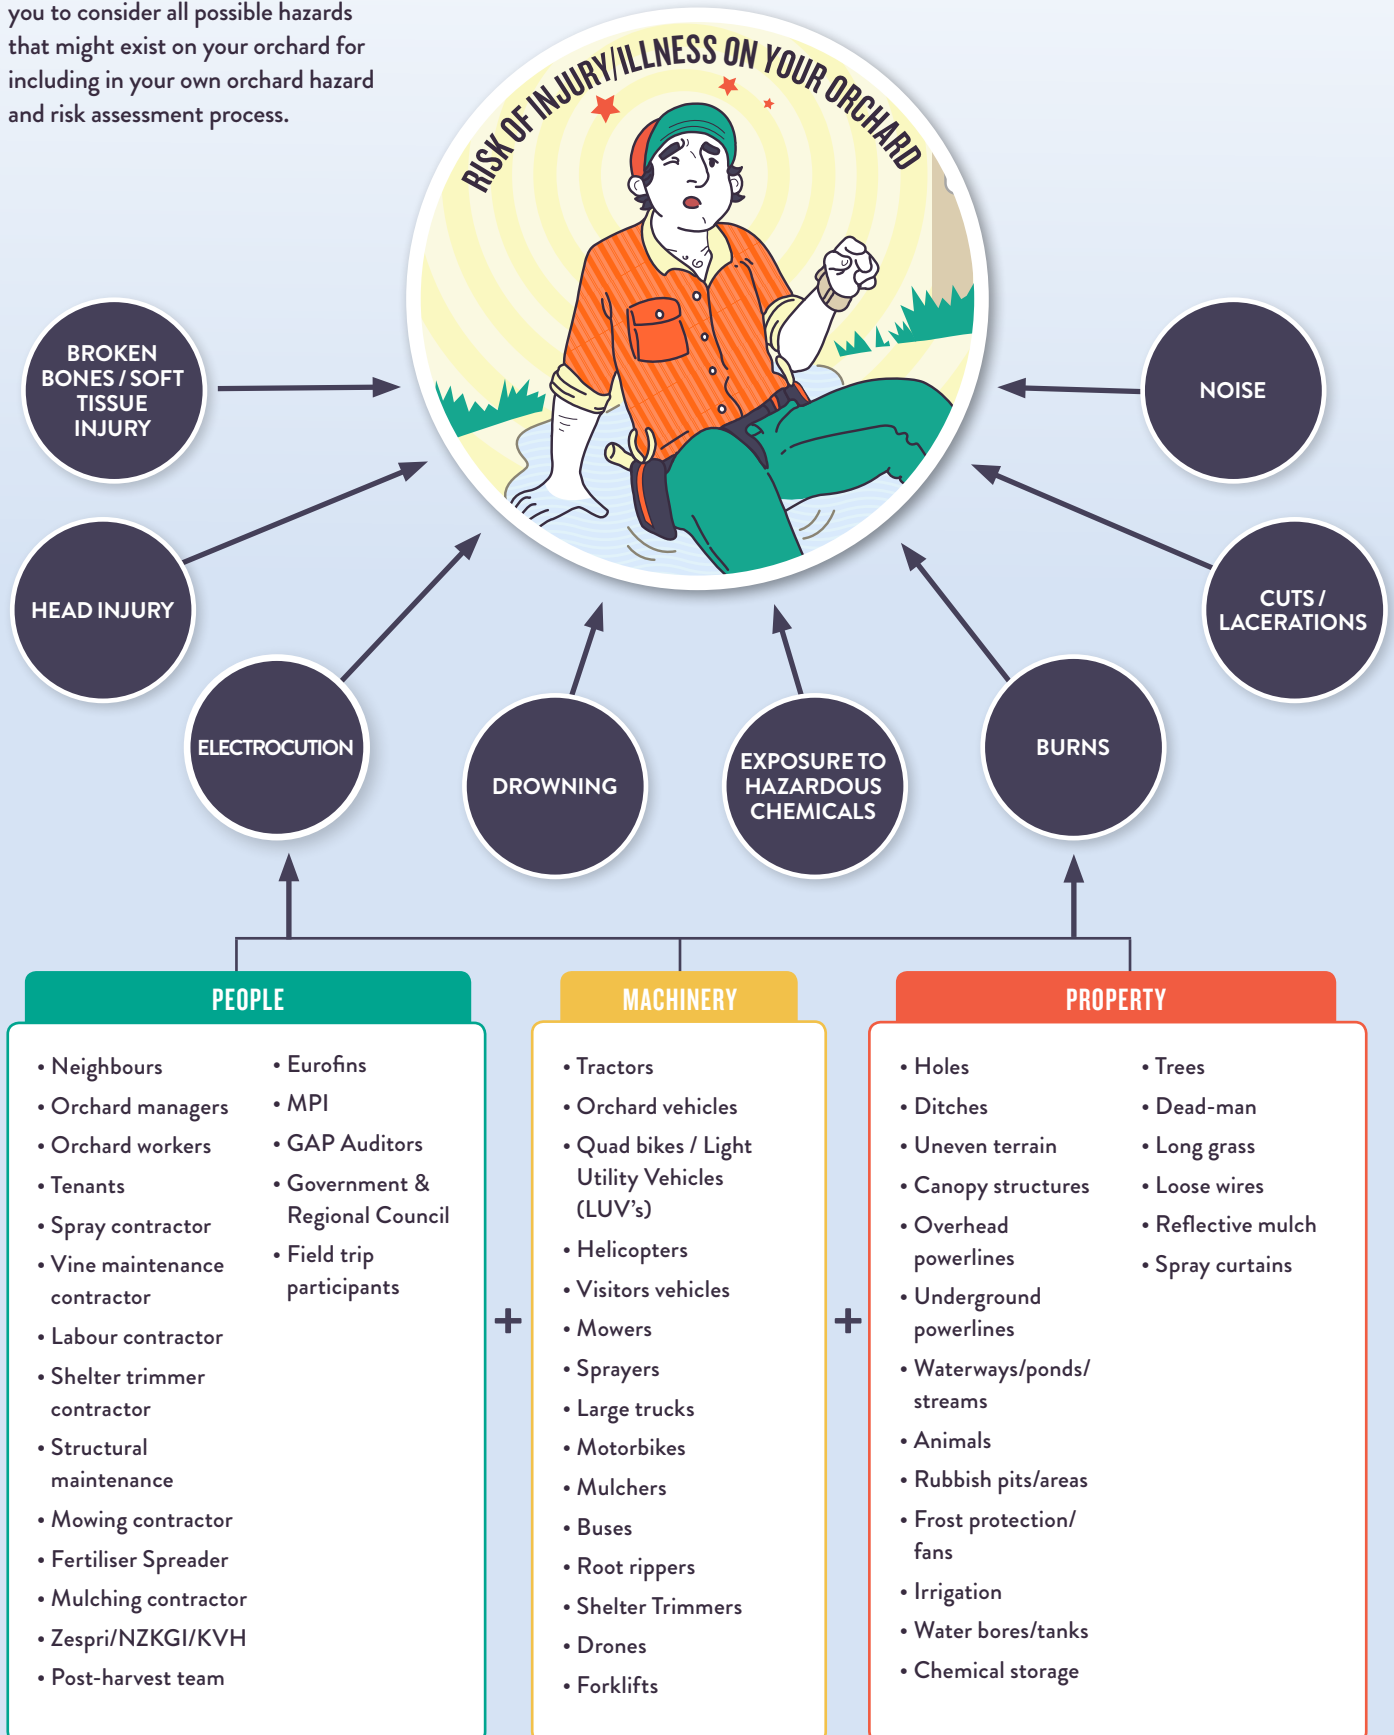 you to consider all possible hazards
that might exist on your orchard for
including in your own orchard hazard
and risk assessment process.
RISK OF INJURY/ILLNESS ON YOUR ORCHARD
BROKEN
BONES / SOFT
TISSUE
INJURY
NOISE
HEAD INJURY
CUTS /
LACERATIONS
ELECTROCUTION
DROWNING
EXPOSURE TO
HAZARDOUS
CHEMICALS
BURNS
PEOPLE
• Neighbours
• Orchard managers
• Orchard workers
• Tenants
• Spray contractor
• Vine maintenance
contractor
• Labour contractor
• Shelter trimmer
contractor
• Structural
maintenance
• Mowing contractor
• Fertiliser Spreader
• Mulching contractor
• Zespri/NZKGI/KVH
• Post-harvest team
• Eurofins
• MPI
• GAP Auditors
• Government &
Regional Council
• Field trip
participants
+
MACHINERY
• Tractors
• Orchard vehicles
• Quad bikes / Light
Utility Vehicles
(LUV's)
• Helicopters
• Visitors vehicles
• Mowers
• Sprayers
• Large trucks
• Motorbikes
• Mulchers
• Buses
• Root rippers
• Shelter Trimmers
• Drones
• Forklifts
+
PROPERTY
• Holes
• Ditches
• Uneven terrain
• Canopy structures
• Overhead
powerlines
• Underground
powerlines
• Waterways/ponds/
streams
• Animals
• Rubbish pits/areas
• Frost protection/
fans
• Irrigation
• Water bores/tanks
• Chemical storage
• Trees
• Dead-man
• Long grass
• Loose wires
• Reflective mulch
• Spray curtains